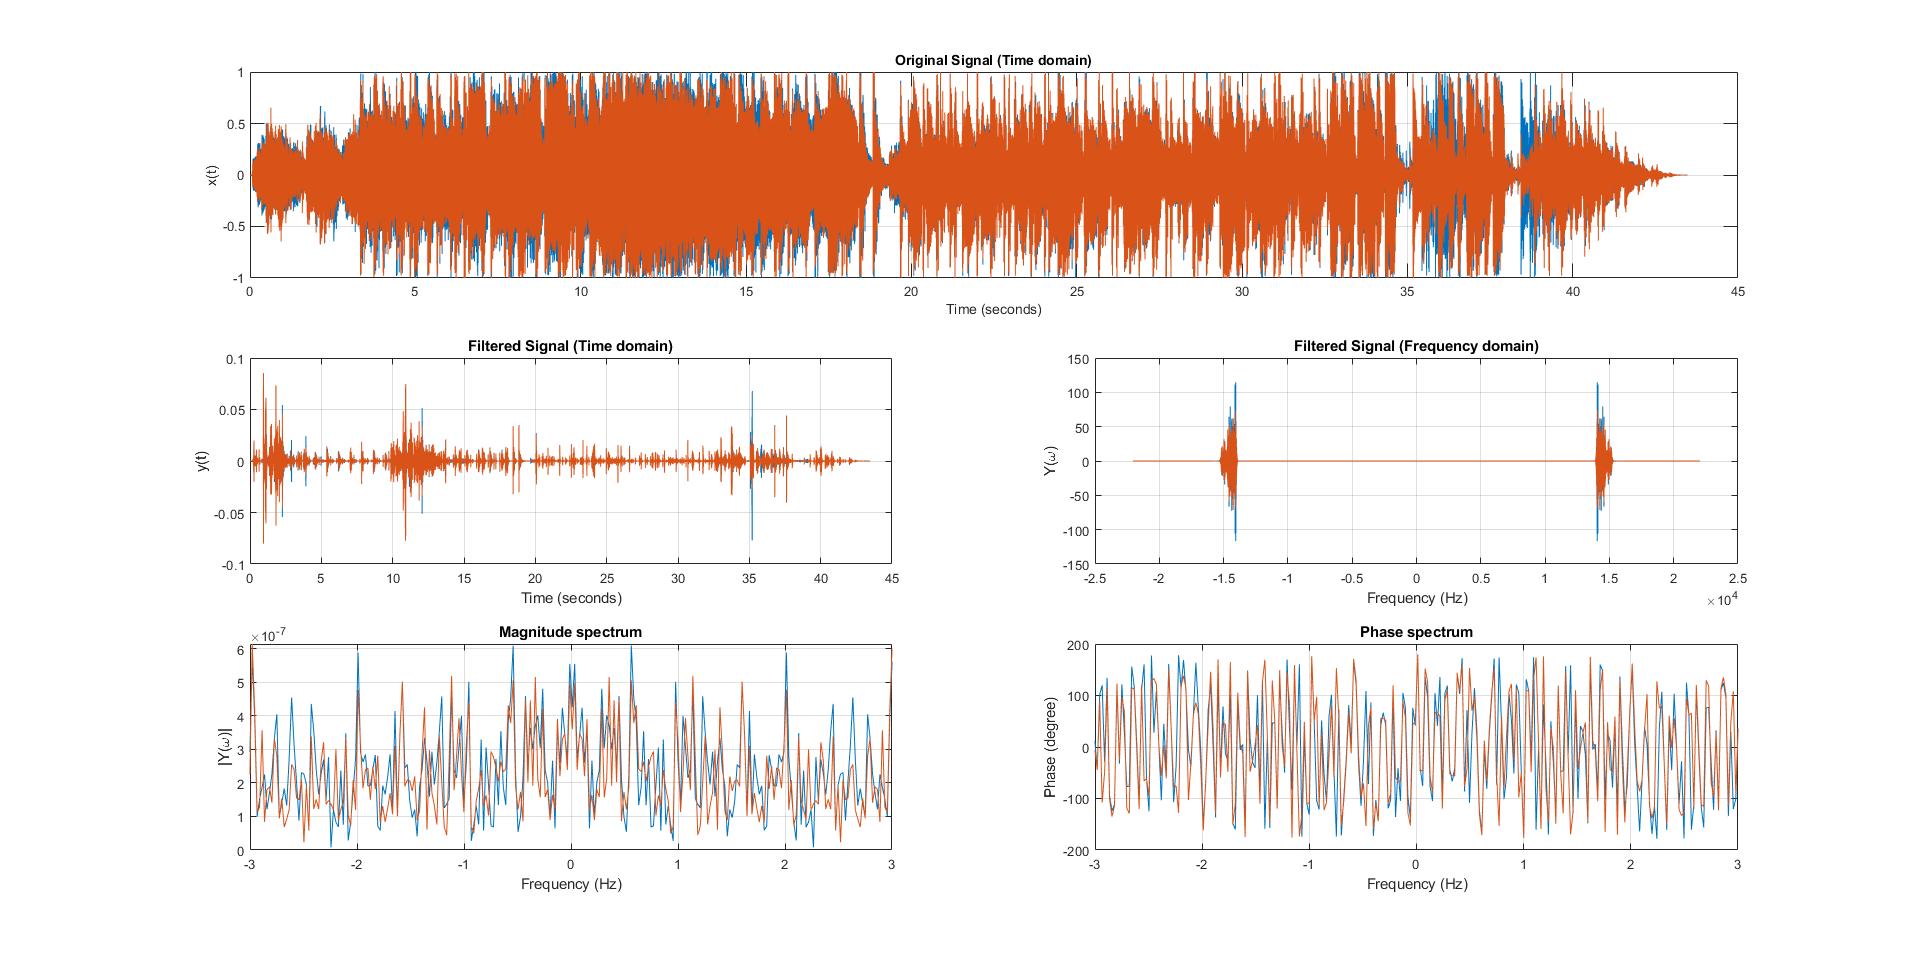 Original Signal (Time domain)
1
0.5
0
-0.5
-1
x(t)
0 5 10 15 20 25 30 35 40 45
Time (seconds)
Filtered Signal (Time domain)
0.1
0.05
0
-0.05
-0.1
y(t)
0 5 10 15 20 25 30 35 40 45
Time (seconds)
Filtered Signal (Frequency domain)
150
100
50
0
-50
-100
-150
Y(ω)
-2.5 -2 -1.5 -1 -0.5 0 0.5 1 1.5 2 2.5
Frequency (Hz)
×10^4
Magnitude spectrum
×10^-7
6
5
4
3
2
1
0
|Y(ω)|
-3 -2 -1 0 1 2 3
Frequency (Hz)
Phase spectrum
200
100
0
-100
-200
Phase (degree)
-3 -2 -1 0 1 2 3
Frequency (Hz)